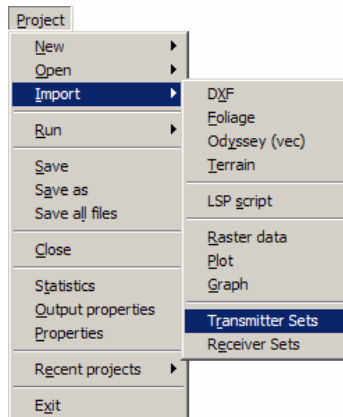 Project
New
Open
Import
Run
Save
Save as
Save all files
Close
Statistics
Output properties
Properties
Recent projects
Exit
DXF
Foliage
Odyssey (vec)
Terrain
LSP script
Raster data
Plot
Graph
Transmitter Sets
Receiver Sets